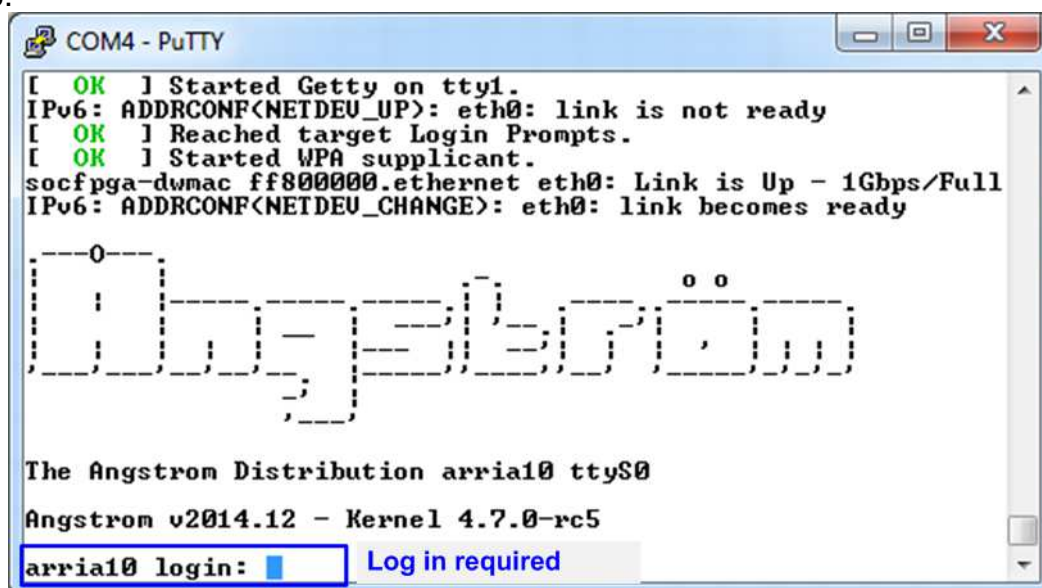 COM4 - PuTTY
[  OK  ] Started Getty on tty1.
IPv6: ADDRCONF(NETDEV_UP): eth0: link is not ready
[  OK  ] Reached target Login Prompts.
[  OK  ] Started WPA supplicant.
socfpga-dwmac ff800000.ethernet eth0: Link is Up - 1Gbps/Full
IPv6: ADDRCONF(NETDEV_CHANGE): eth0: link becomes ready
Angström
The Angstrom Distribution arria10 ttyS0
Angstrom v2014.12 - Kernel 4.7.0-rc5
arria10 login: Log in required